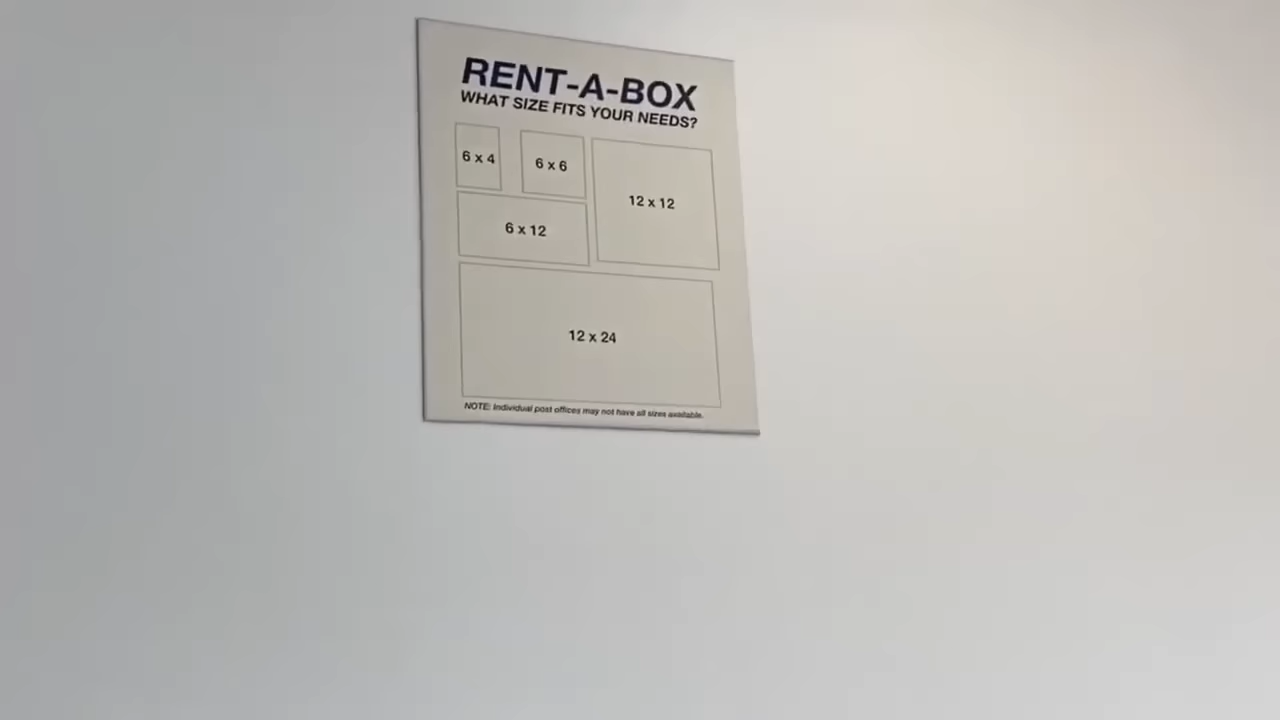 RENT-A-BOX
WHAT SIZE FITS YOUR NEEDS?
6 x 4
6 x 6
12 x 12
6 x 12
12 x 24
NOTE: Individual post offices may not have all sizes available.